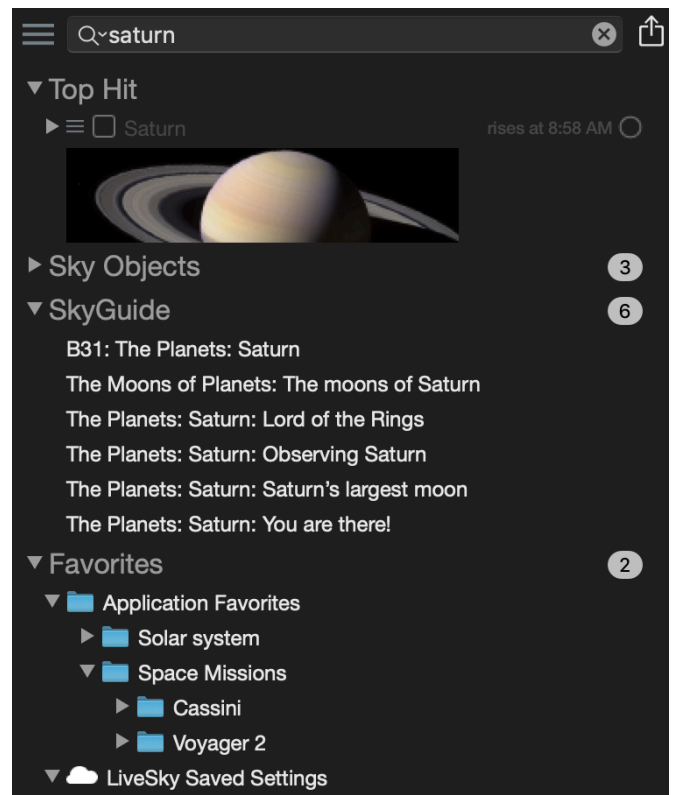 saturn
Top Hit
Saturn rises at 8:58 AM
Sky Objects 3
SkyGuide 6
B31: The Planets: Saturn
The Moons of Planets: The moons of Saturn
The Planets: Saturn: Lord of the Rings
The Planets: Saturn: Observing Saturn
The Planets: Saturn: Saturn’s largest moon
The Planets: Saturn: You are there!
Favorites 2
Application Favorites
Solar system
Space Missions
Cassini
Voyager 2
LiveSky Saved Settings